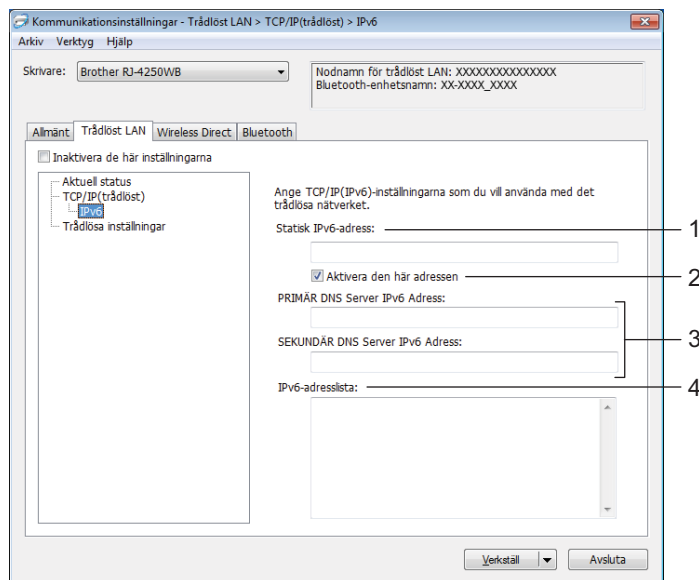 Kommunikationsinställningar - Trådlöst LAN > TCP/IP(trådlöst) > IPv6
Arkiv Verktyg Hjälp
Skrivare: Brother RJ-4250WB
Nodnamn för trådlöst LAN: XXXXXXXXXXXXXXX
Bluetooth-enhetsnamn: XX-XXXX_XXXX
Allmänt Trådlöst LAN Wireless Direct Bluetooth
Inaktivera de här inställningarna
Aktuell status
TCP/IP(trådlöst)
IPv6
Trådlösa inställningar
Ange TCP/IP(IPv6)-inställningarna som du vill använda med det
trådlösa nätverket.
Statisk IPv6-adress: 1
Aktivera den här adressen 2
PRIMÄR DNS Server IPv6 Adress:
3
SEKUNDÄR DNS Server IPv6 Adress:
IPv6-adresslista: 4
Verkställ Avsluta